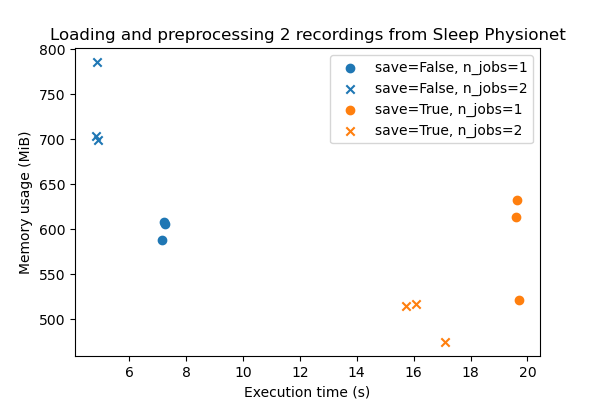 Loading and preprocessing 2 recordings from Sleep Physionet
800
750
700
650
600
550
500
Memory usage (MiB)
save=False, n_jobs=1
save=False, n_jobs=2
save=True, n_jobs=1
save=True, n_jobs=2
6 8 10 12 14 16 18 20
Execution time (s)